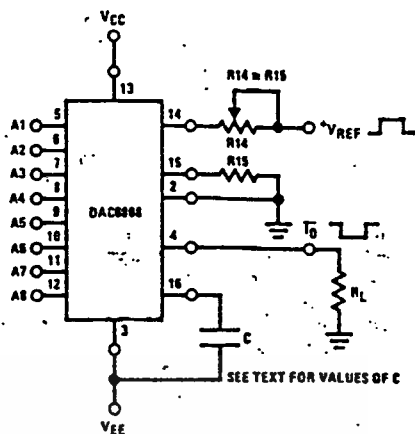 VCC
13
R14 = R15
A1 5
14
R14
+VREF
A2 6
A3 7
15
R15
A4 8
2
DAC0808
A5 9
4
IO
A6 10
A7 11
RL
A8 12
16
C
3
SEE TEXT FOR VALUES OF C
VEE